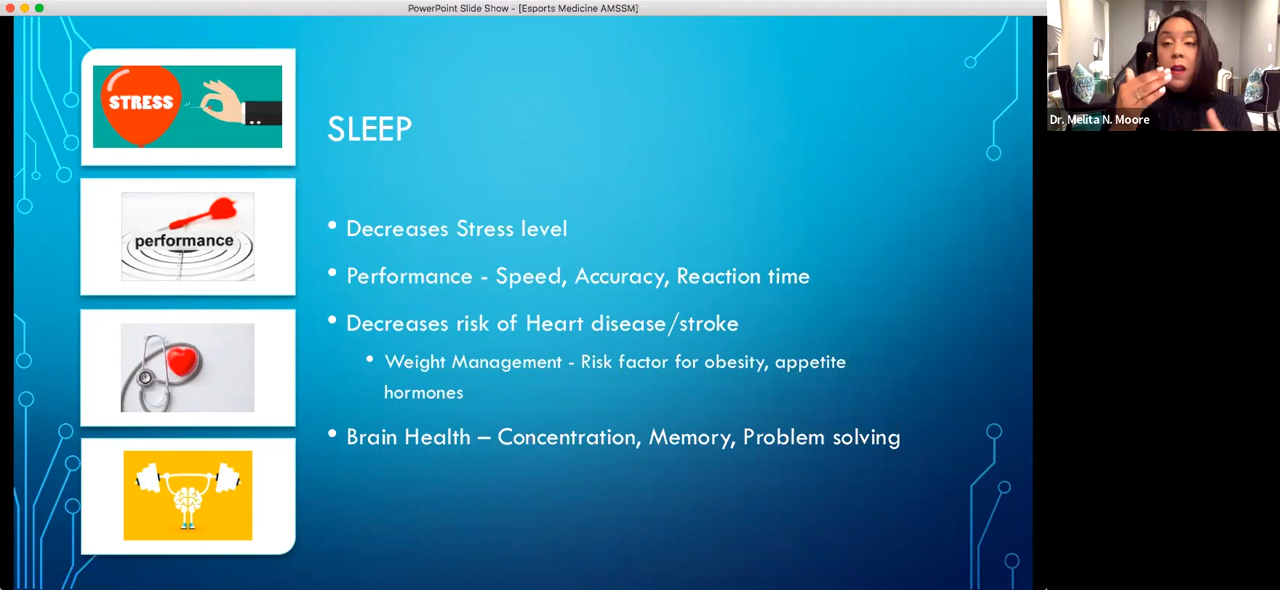 PowerPoint Slide Show - [Esports Medicine AMSSM]
STRESS
performance
SLEEP
• Decreases Stress level
• Performance - Speed, Accuracy, Reaction time
• Decreases risk of Heart disease/stroke
• Weight Management - Risk factor for obesity, appetite
hormones
• Brain Health – Concentration, Memory, Problem solving
Dr. Melita N. Moore